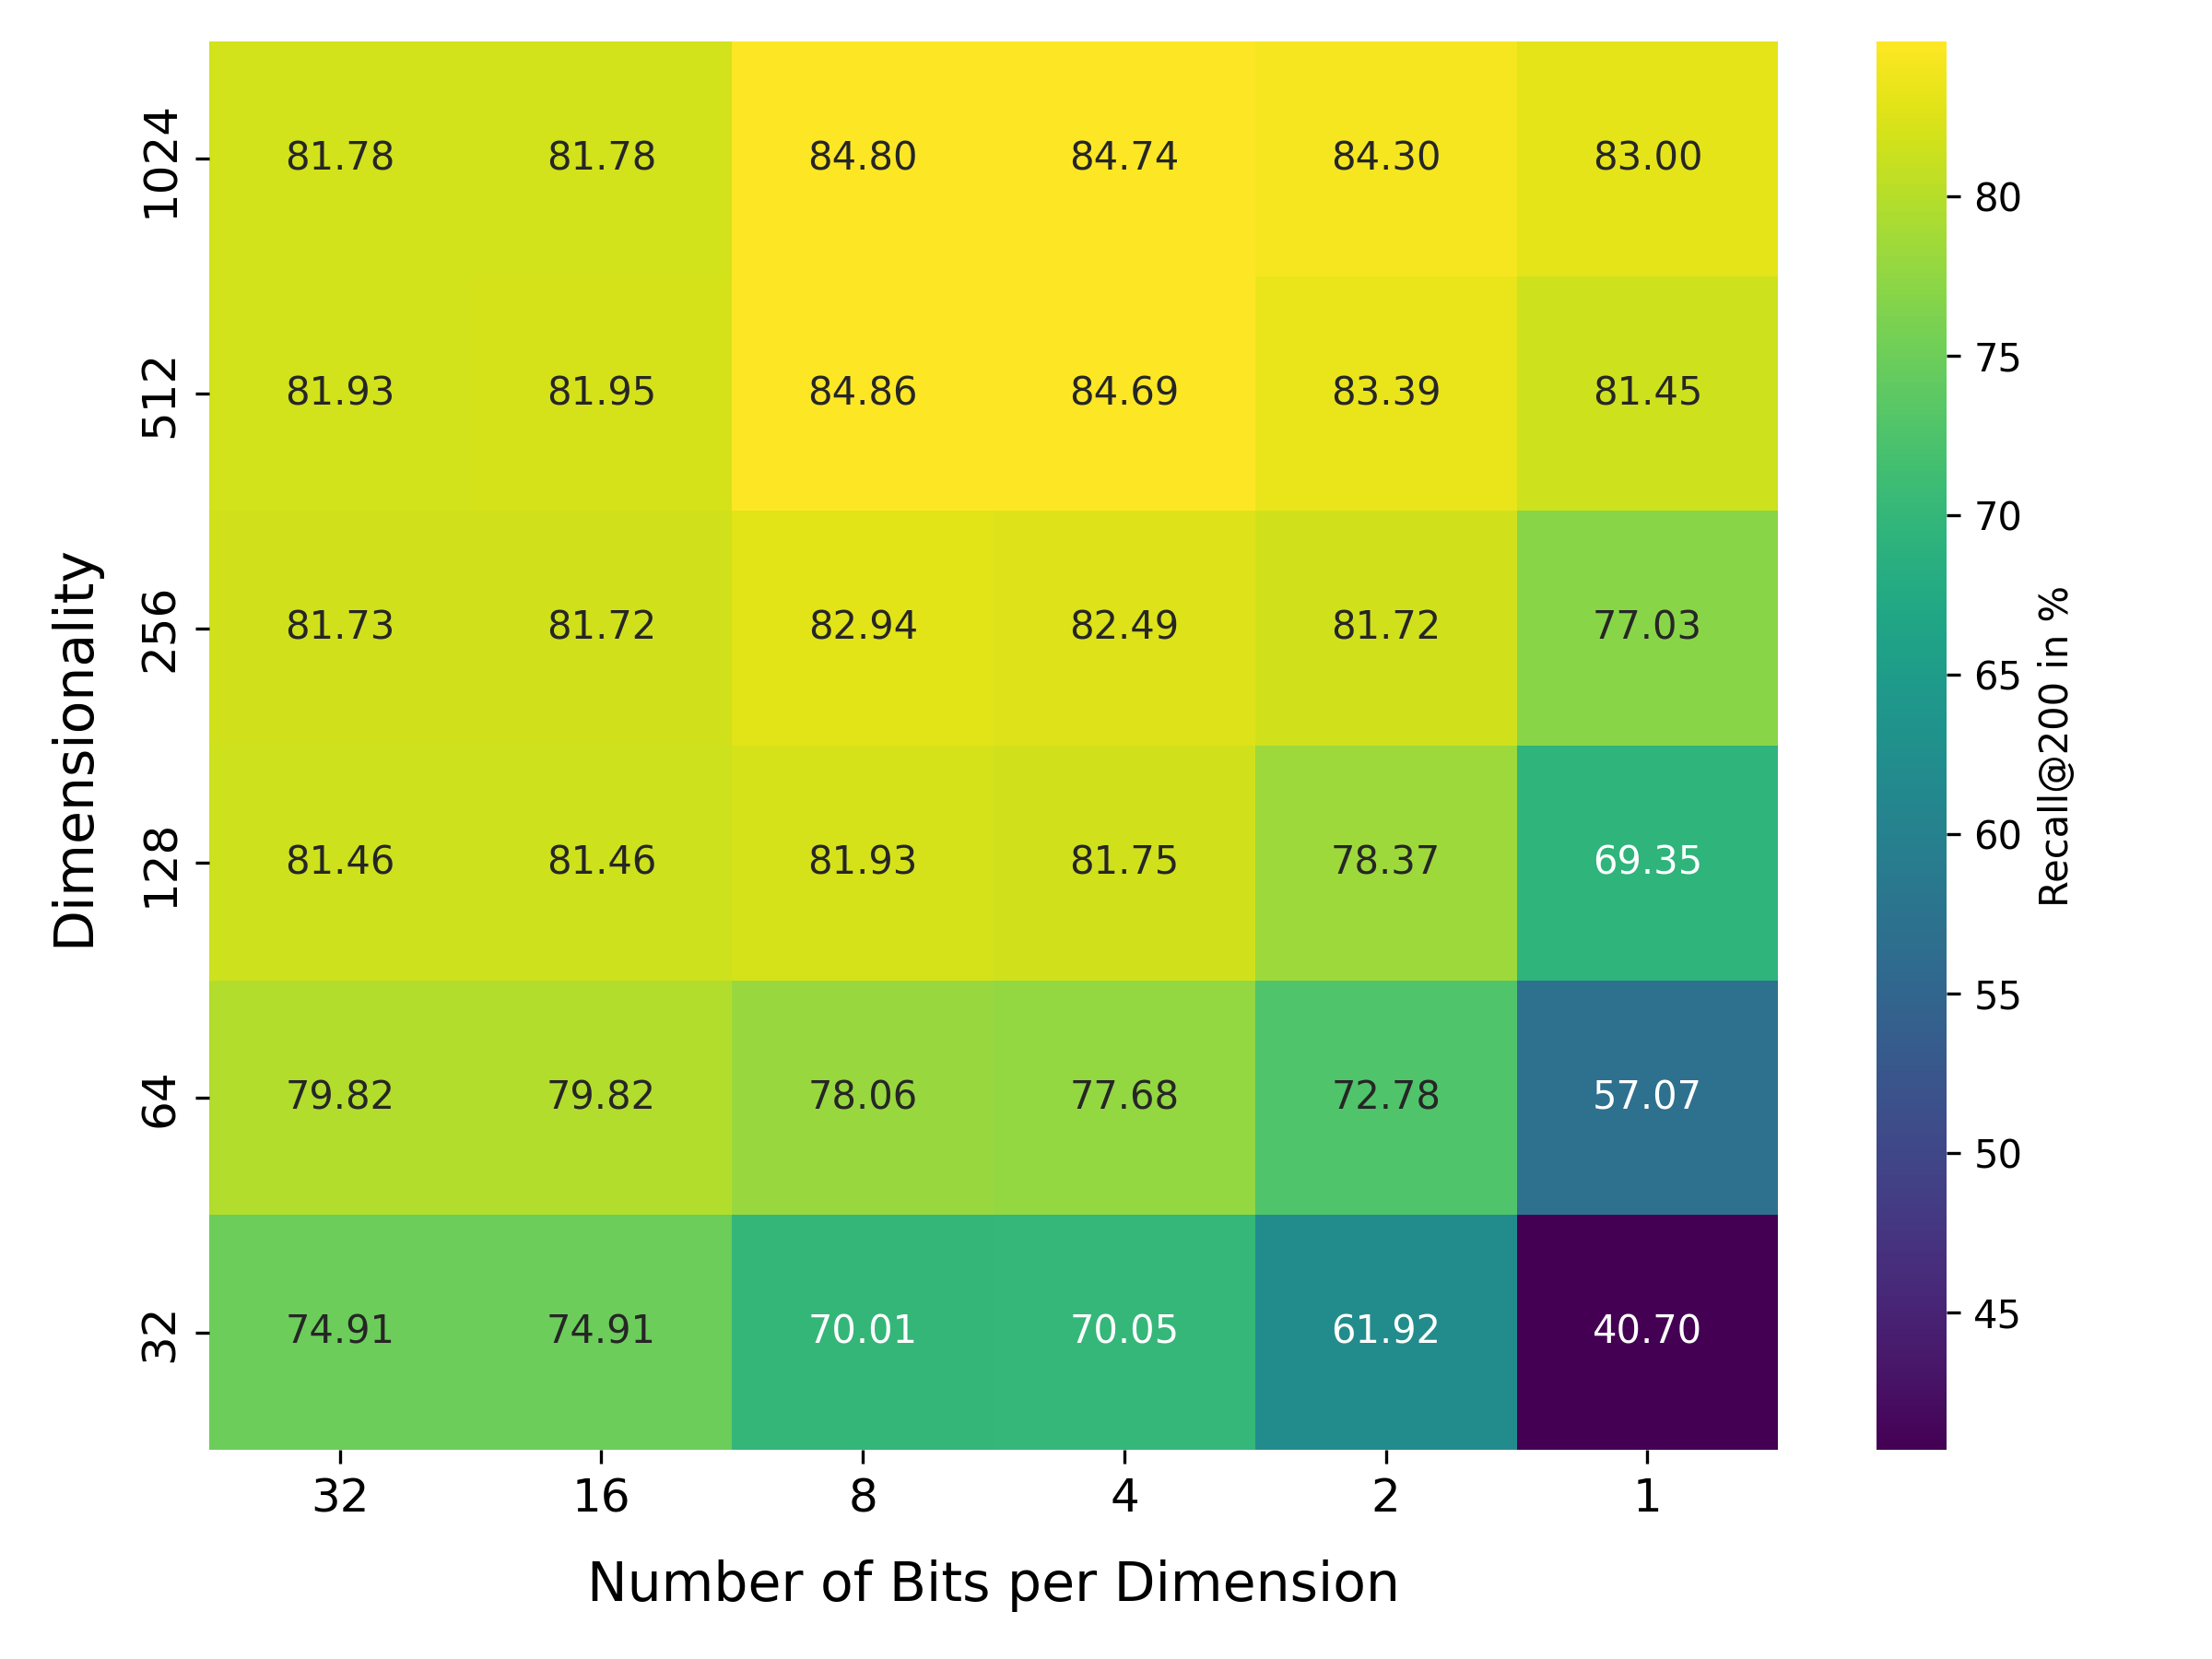 1024 81.78 81.78 84.80 84.74 84.30 83.00
512 81.93 81.95 84.86 84.69 83.39 81.45
256 81.73 81.72 82.94 82.49 81.72 77.03
128 81.46 81.46 81.93 81.75 78.37 69.35
64 79.82 79.82 78.06 77.68 72.78 57.07
32 74.91 74.91 70.01 70.05 61.92 40.70
32 16 8 4 2 1
Number of Bits per Dimension
Dimensionality
80
75
70
65
60
55
50
45
Recall@200 in %